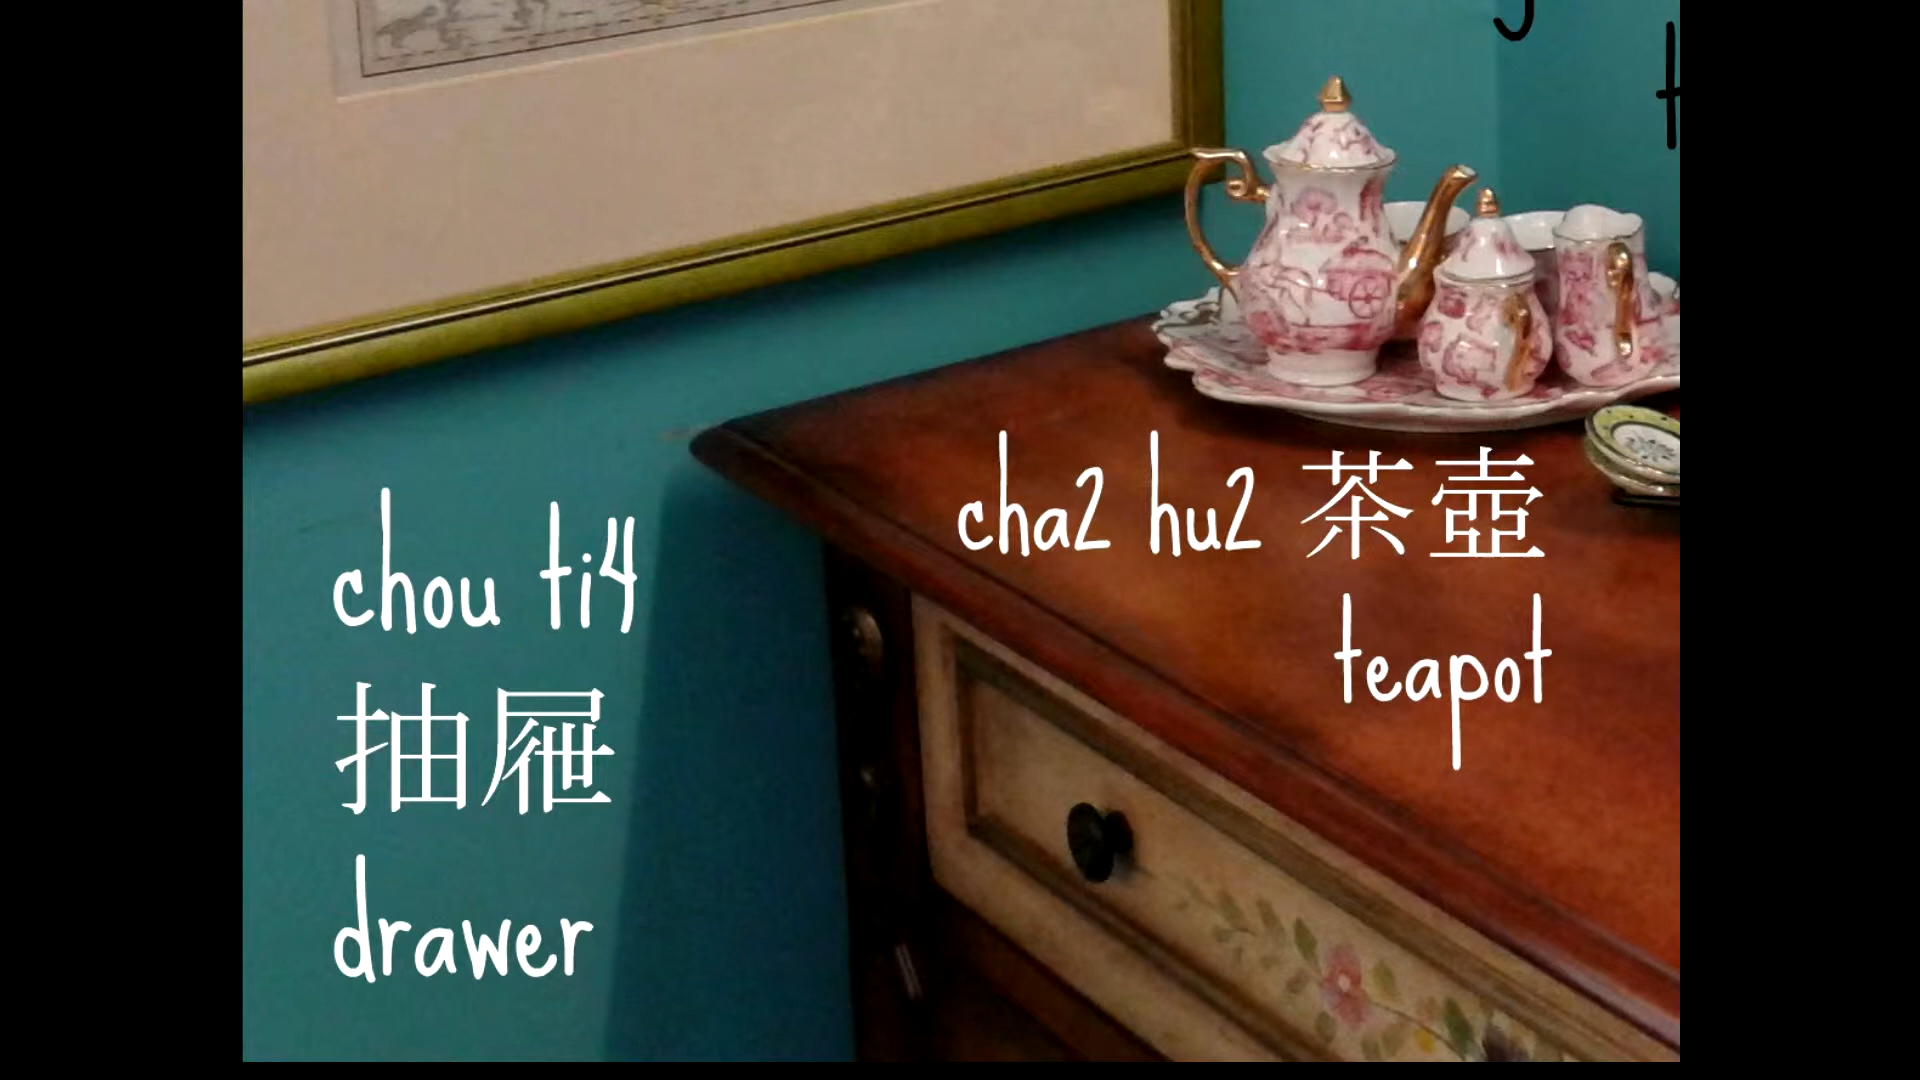 chou ti4
抽屜
drawer
cha2 hu2 茶壺
teapot